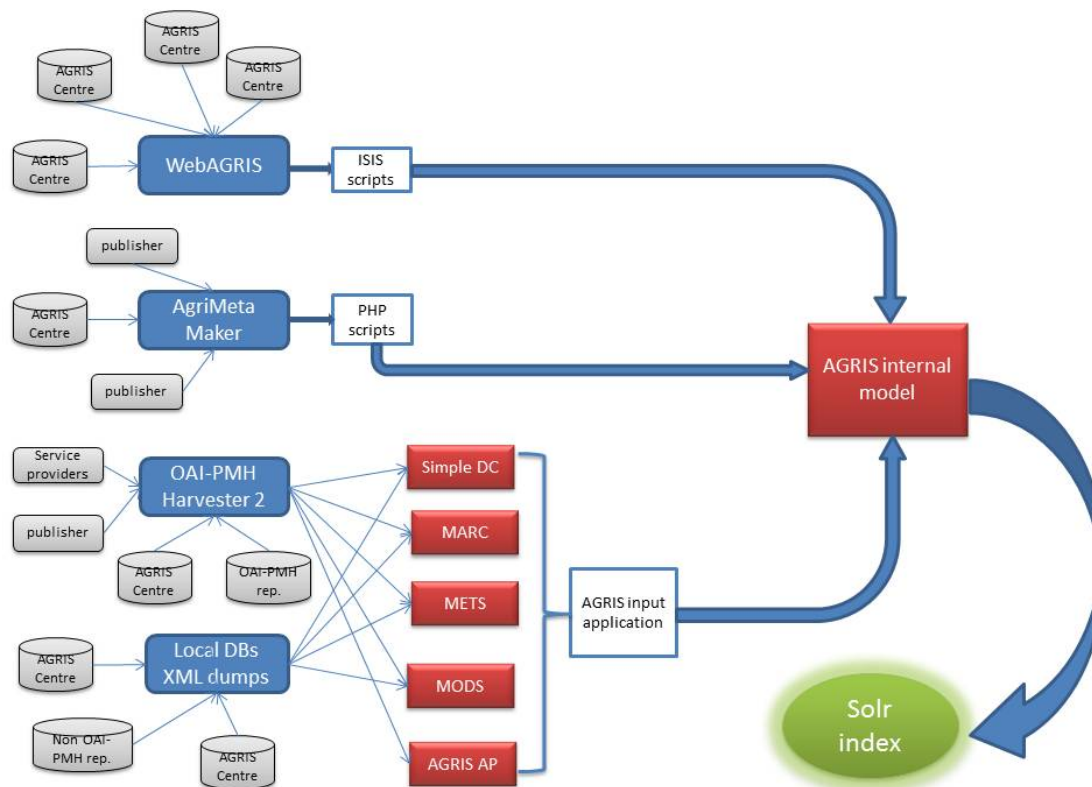 AGRIS
Centre
AGRIS
Centre
AGRIS
Centre
AGRIS
Centre
WebAGRIS
ISIS
scripts
publisher
AGRIS
Centre
AgriMeta
Maker
PHP
scripts
publisher
AGRIS internal
model
Service
providers
publisher
OAI-PMH
Harvester 2
AGRIS
Centre
OAI-PMH
rep.
Simple DC
MARC
METS
MODS
AGRIS AP
AGRIS input
application
AGRIS
Centre
Local DBs
XML dumps
Non OAI-
PMH rep.
AGRIS
Centre
Solr
index